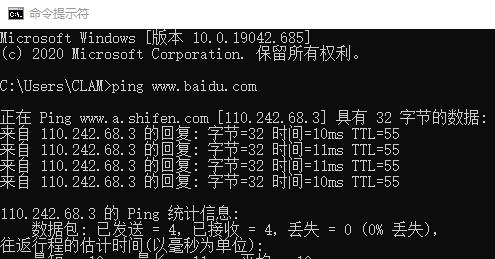 命令提示符
Microsoft Windows [版本 10.0.19042.685]
(c) 2020 Microsoft Corporation. 保留所有权利。
C:\Users\CLAM>ping www.baidu.com
正在 Ping www.a.shifen.com [110.242.68.3] 具有 32 字节的数据:
来自 110.242.68.3 的回复: 字节=32 时间=10ms TTL=55
来自 110.242.68.3 的回复: 字节=32 时间=11ms TTL=55
来自 110.242.68.3 的回复: 字节=32 时间=11ms TTL=55
来自 110.242.68.3 的回复: 字节=32 时间=10ms TTL=55
110.242.68.3 的 Ping 统计信息:
数据包: 已发送 = 4，已接收 = 4，丢失 = 0 (0% 丢失)，
往返行程的估计时间(以毫秒为单位):